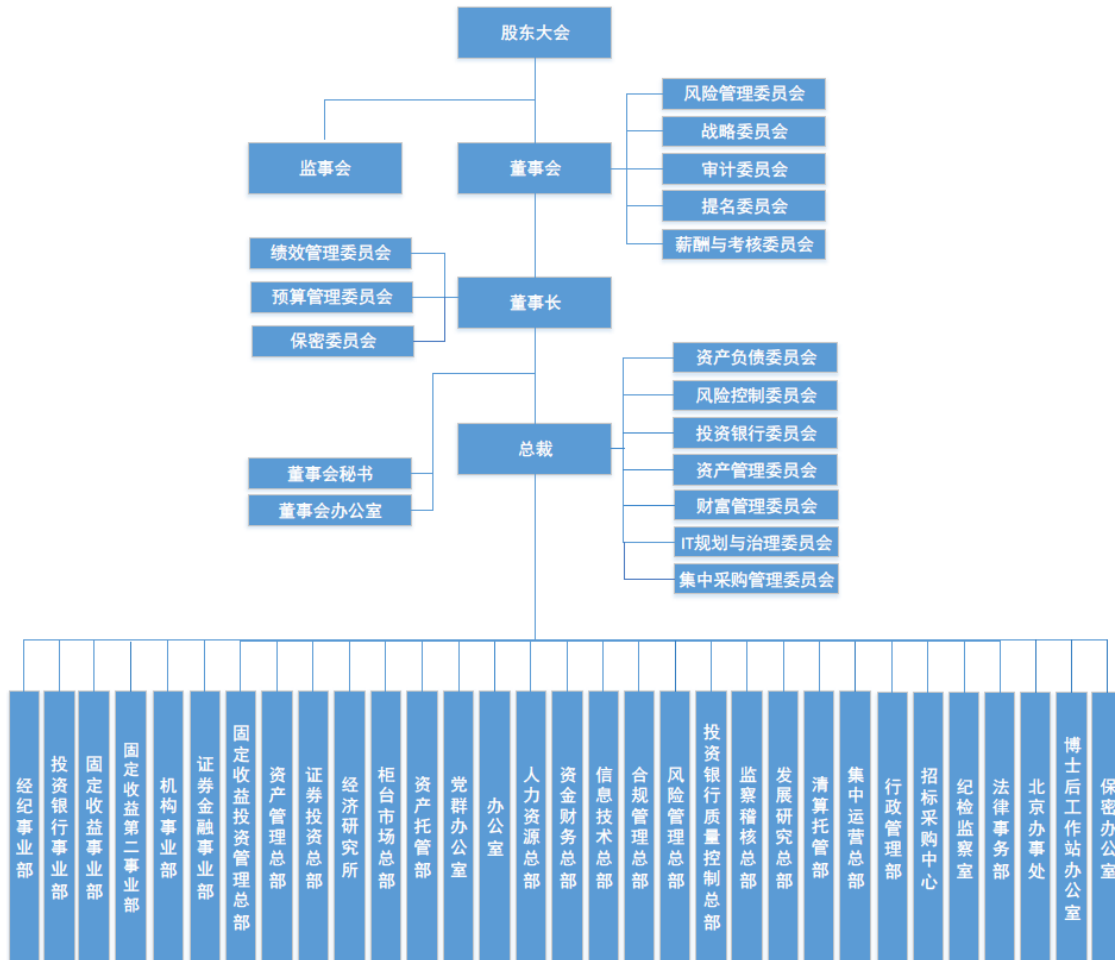 股东大会
风险管理委员会
战略委员会
监事会
董事会
审计委员会
提名委员会
薪酬与考核委员会
绩效管理委员会
预算管理委员会
董事长
保密委员会
资产负债委员会
风险控制委员会
投资银行委员会
总裁
资产管理委员会
董事会秘书
财富管理委员会
董事会办公室
IT规划与治理委员会
集中采购管理委员会
经纪事业部
投资银行事业部
固定收益事业部
固定收益第二事业部
机构事业部
证券金融事业部
固定收益投资管理总部
资产管理总部
证券投资总部
经济研究所
柜台市场总部
资产托管部
党群办公室
办公室
人力资源总部
资金财务总部
信息技术总部
合规管理总部
风险管理总部
投资银行质量控制总部
监察稽核总部
发展研究总部
清算托管部
集中运营总部
行政管理部
招标采购中心
纪检监察室
法律事务部
北京办事处
博士后工作站办公室
保密办公室